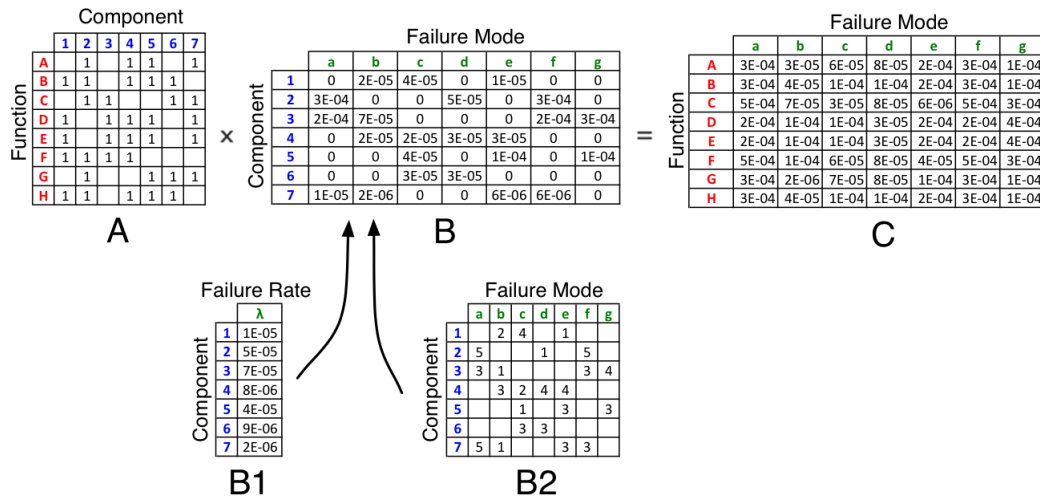 Component
1 2 3 4 5 6 7
Function
A 1 1 1 1
B 1 1 1 1 1
C 1 1 1 1
D 1 1 1 1 1
E 1 1 1 1 1
F 1 1 1 1
G 1 1 1 1
H 1 1 1 1 1
A
×
Failure Mode
a b c d e f g
Component
1 0 2E-05 4E-05 0 1E-05 0 0
2 3E-04 0 0 5E-05 0 3E-04 0
3 2E-04 7E-05 0 0 0 2E-04 3E-04
4 0 2E-05 2E-05 3E-05 3E-05 0 0
5 0 0 4E-05 0 1E-04 0 1E-04
6 0 0 3E-05 3E-05 0 0 0
7 1E-05 2E-06 0 0 6E-06 6E-06 0
B
=
Failure Mode
a b c d e f g
Function
A 3E-04 3E-05 6E-05 8E-05 2E-04 3E-04 1E-04
B 3E-04 4E-05 1E-04 1E-04 2E-04 3E-04 1E-04
C 5E-04 7E-05 3E-05 8E-05 6E-06 5E-04 3E-04
D 2E-04 1E-04 1E-04 3E-05 2E-04 2E-04 4E-04
E 2E-04 1E-04 1E-04 3E-05 2E-04 2E-04 4E-04
F 5E-04 1E-04 6E-05 8E-05 4E-05 5E-04 3E-04
G 3E-04 2E-06 7E-05 8E-05 1E-04 3E-04 1E-04
H 3E-04 4E-05 1E-04 1E-04 2E-04 3E-04 1E-04
C
Failure Rate
λ
Component
1 1E-05
2 5E-05
3 7E-05
4 8E-06
5 4E-05
6 9E-06
7 2E-06
B1
Failure Mode
a b c d e f g
Component
1 2 4 1
2 5 1 5
3 3 1 3 4
4 3 2 4 4
5 1 3 3
6 3 3
7 5 1 3 3
B2